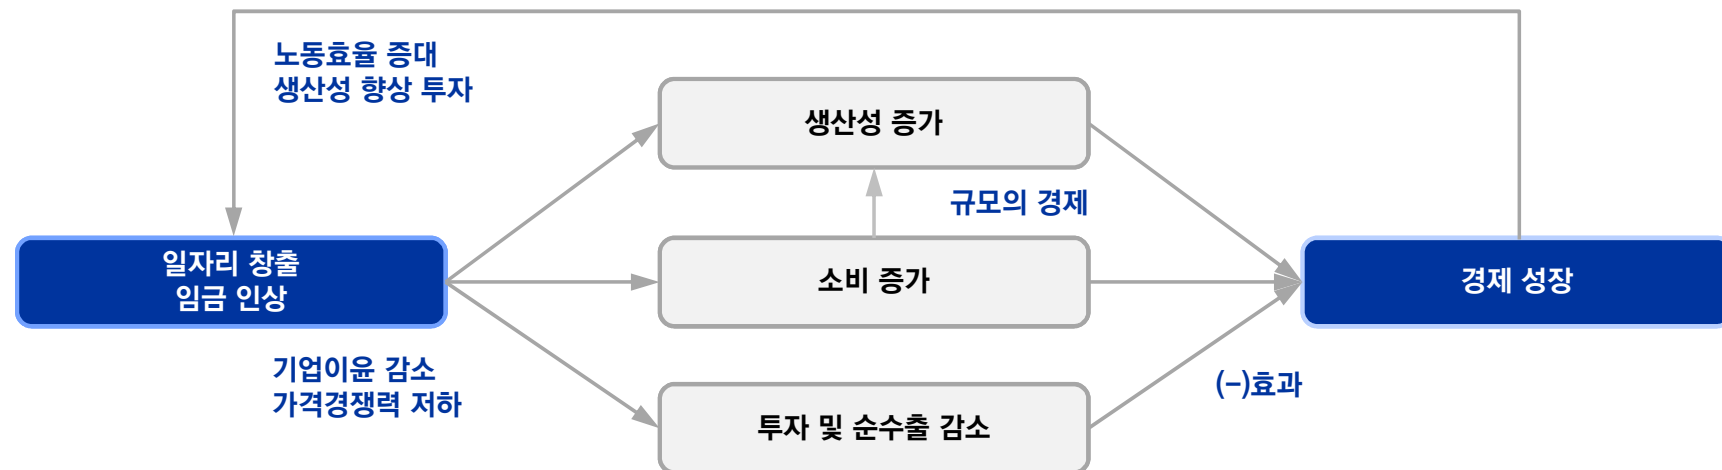 노동효율 증대
생산성 향상 투자
생산성 증가
규모의 경제
일자리 창출
임금 인상
소비 증가
경제 성장
기업이윤 감소
가격경쟁력 저하
(−)효과
투자 및 순수출 감소